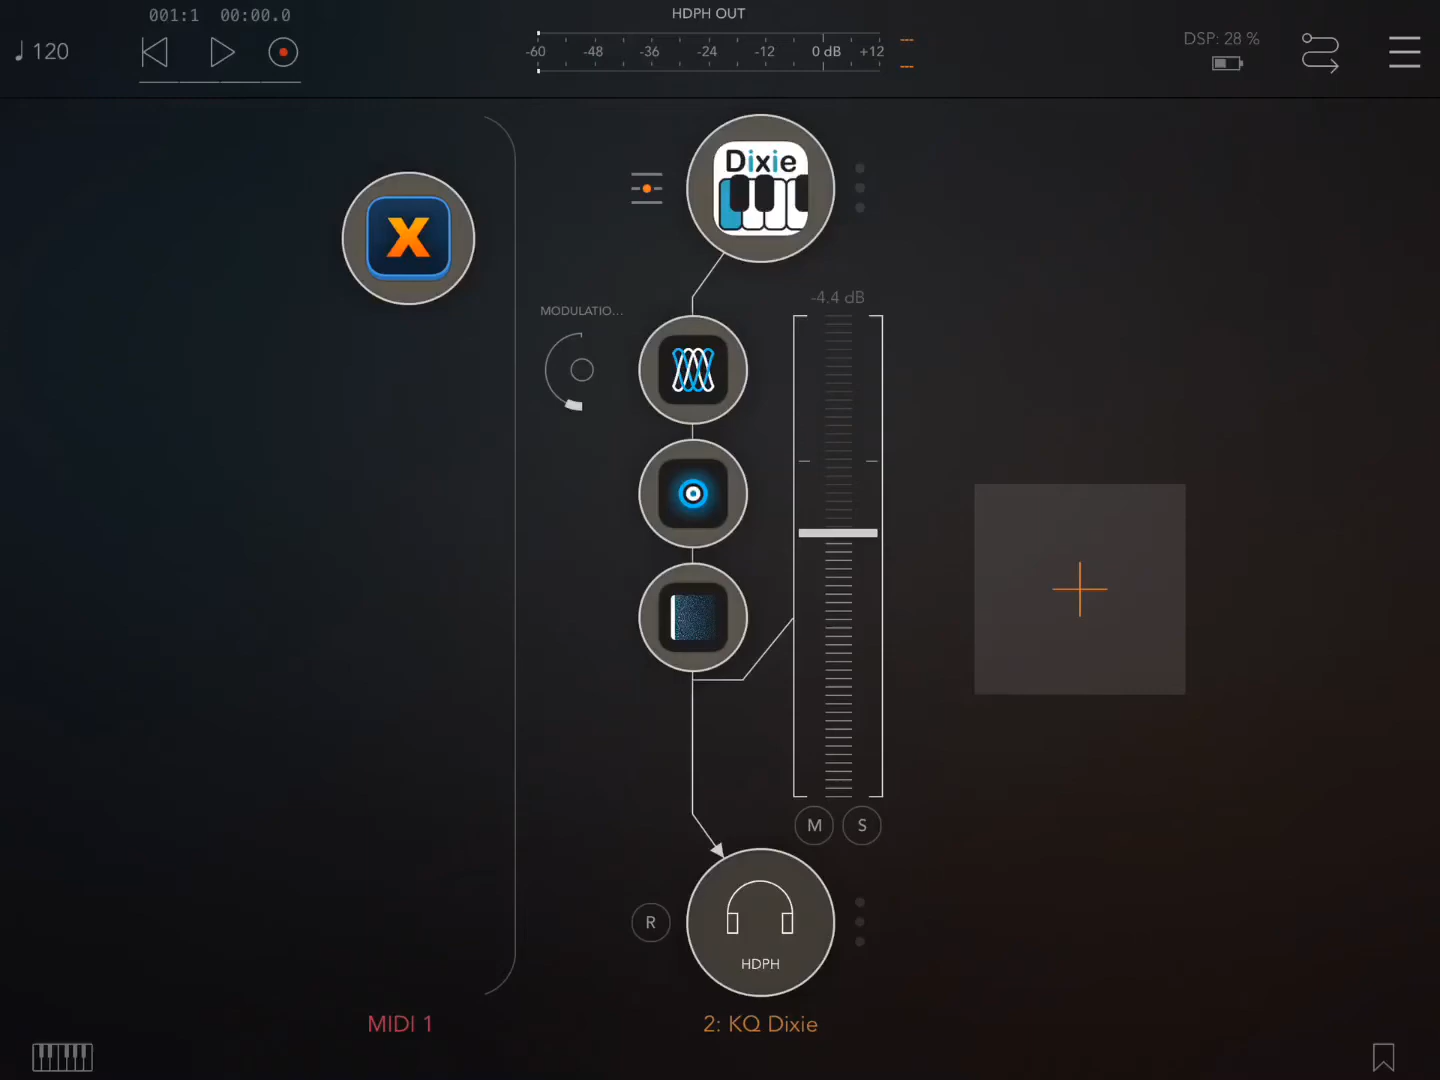 001:1 00:00.0
HDPH OUT
120
-60 -48 -36 -24 -12 0 dB +12
DSP: 28 %
Dixie
X
-4.4 dB
MODULATIO...
M S
R
HDPH
MIDI 1
2: KQ Dixie